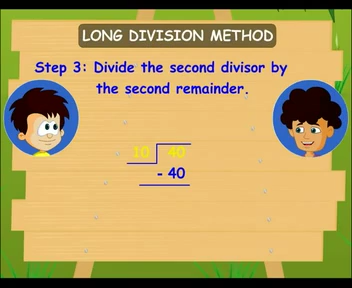 LONG DIVISION METHOD
Step 3: Divide the second divisor by
the second remainder.
10 40
- 40